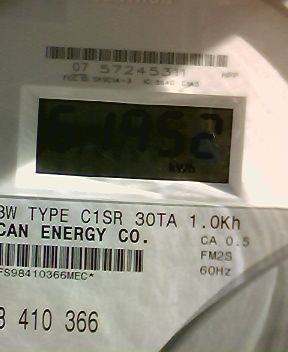 07 57245311
kWh
3W TYPE C1SR 30TA 1.0Kh
CAN ENERGY CO.
CA 0.5
FM2S
60Hz
FS98410366MEC*
3 410 366